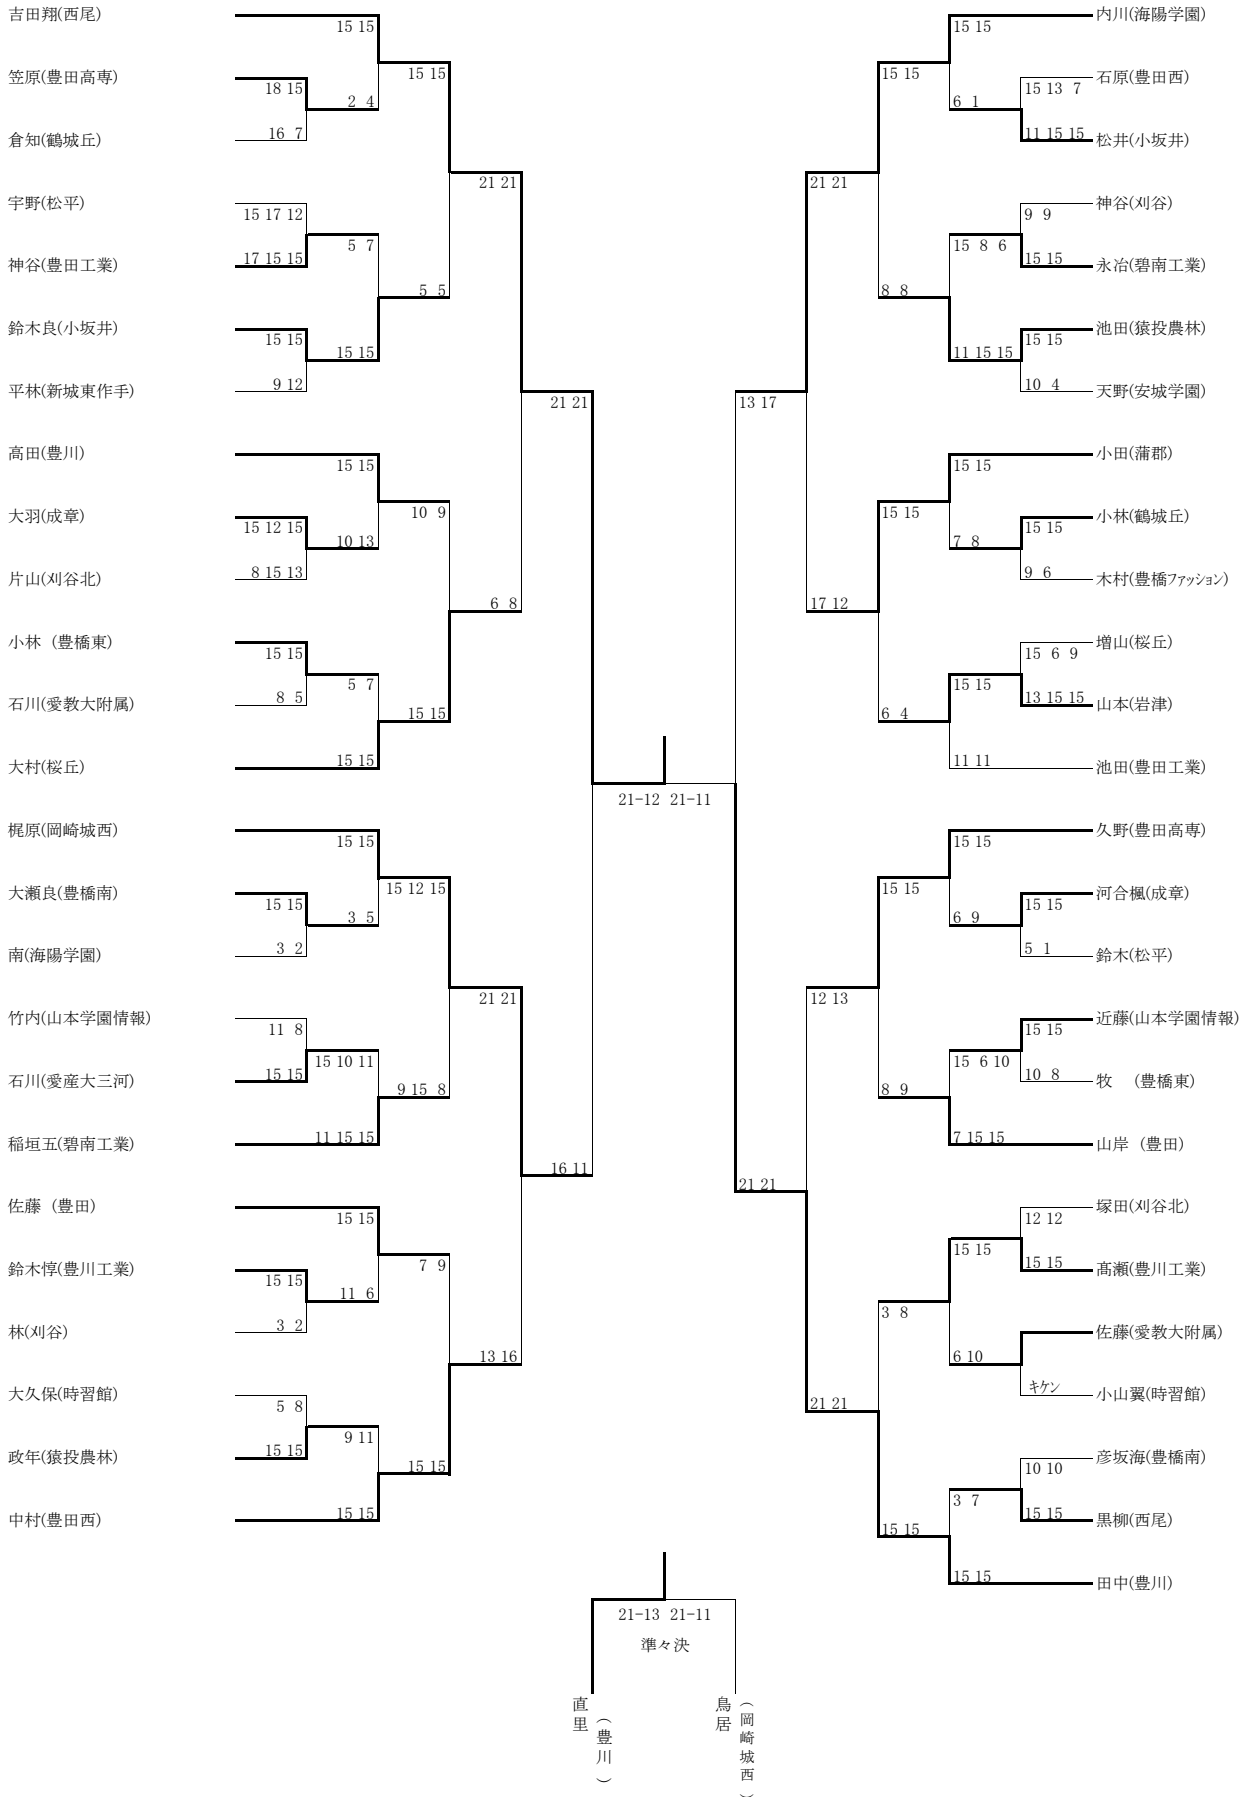 吉田翔(西尾)
15 15
笠原(豊田高専)
18 15
15 15
2 4
倉知(鶴城丘)
16 7
21 21
宇野(松平)
15 17 12
5 7
神谷(豊田工業)
17 15 15
5 5
鈴木良(小坂井)
15 15
15 15
平林(新城東作手)
9 12
21 21
高田(豊川)
15 15
大羽(成章)
15 12 15
10 9
10 13
片山(刈谷北)
8 15 13
6 8
小林 (豊橋東)
15 15
5 7
石川(愛教大附属)
8 5
15 15
大村(桜丘)
15 15
梶原(岡崎城西)
15 15
大瀬良(豊橋南)
15 15
15 12 15
3 5
南(海陽学園)
3 2
21 21
竹内(山本学園情報)
11 8
15 10 11
石川(愛産大三河)
15 15
9 15 8
稲垣五(碧南工業)
11 15 15
16 11
佐藤 (豊田)
15 15
鈴木惇(豊川工業)
15 15
7 9
11 6
林(刈谷)
3 2
13 16
大久保(時習館)
5 8
9 11
政年(猿投農林)
15 15
15 15
中村(豊田西)
15 15
21-12 21-11
内川(海陽学園)
15 15
石原(豊田西)
15 13 7
15 15
6 1
松井(小坂井)
11 15 15
21 21
神谷(刈谷)
9 9
15 8 6
永冶(碧南工業)
15 15
8 8
池田(猿投農林)
15 15
11 15 15
天野(安城学園)
10 4
13 17
小田(蒲郡)
15 15
小林(鶴城丘)
15 15
15 15
7 8
木村(豊橋ファッション)
9 6
17 12
増山(桜丘)
15 6 9
15 15
山本(岩津)
13 15 15
6 4
池田(豊田工業)
11 11
久野(豊田高専)
15 15
河合楓(成章)
15 15
15 15
6 9
鈴木(松平)
5 1
12 13
近藤(山本学園情報)
15 15
15 6 10
牧 (豊橋東)
10 8
8 9
山岸 (豊田)
7 15 15
21 21
塚田(刈谷北)
12 12
15 15
髙瀬(豊川工業)
15 15
3 8
佐藤(愛教大附属)
6 10
小山翼(時習館)
キケン
21 21
彦坂海(豊橋南)
10 10
3 7
黒柳(西尾)
15 15
15 15
田中(豊川)
15 15
21-13 21-11
準々決
直里
(豊川)
鳥居
(岡崎城西)